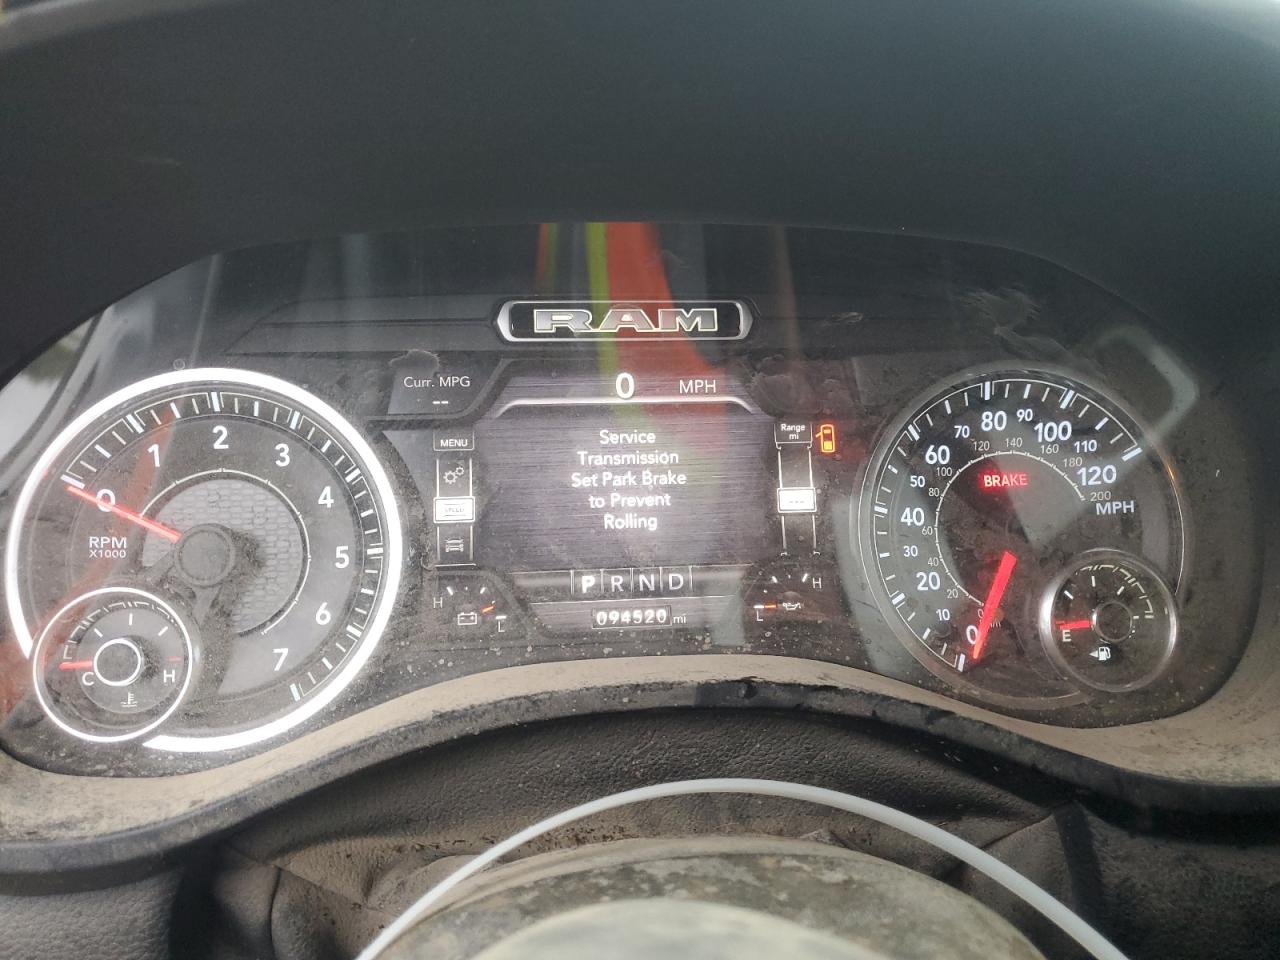 RAM
Curr. MPG
--
0 MPH
MENU
SPEED
Range
mi
---
Service
Transmission
Set Park Brake
to Prevent
Rolling
PRND
094520 mi
0 1 2 3 4 5 6 7
RPM
X1000
C H
H L
L H
0 10 20 30 40 50 60 70 80 90 100 110 120
MPH
20 40 60 80 100 120 140 160 180 200
BRAKE
E